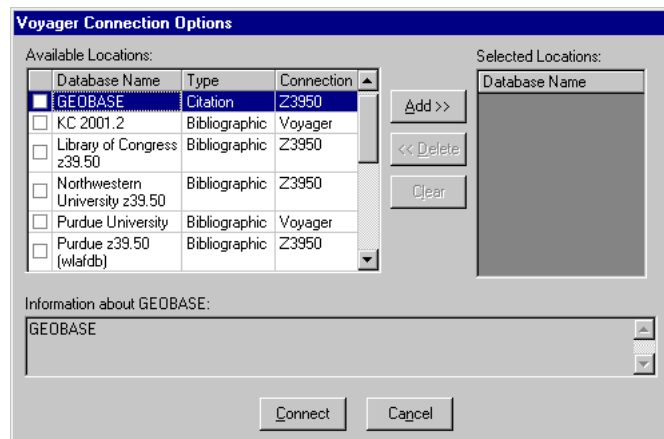 Voyager Connection Options
Available Locations:
Database Name Type Connection
GEOBASE Citation Z3950
KC 2001.2 Bibliographic Voyager
Library of Congress Bibliographic Z3950
z39.50
Northwestern Bibliographic Z3950
University z39.50
Purdue University Bibliographic Voyager
Purdue z39.50 Bibliographic Z3950
(wlafdb)
Add >>
<< Delete
Clear
Selected Locations:
Database Name
Information about GEOBASE:
GEOBASE
Connect Cancel